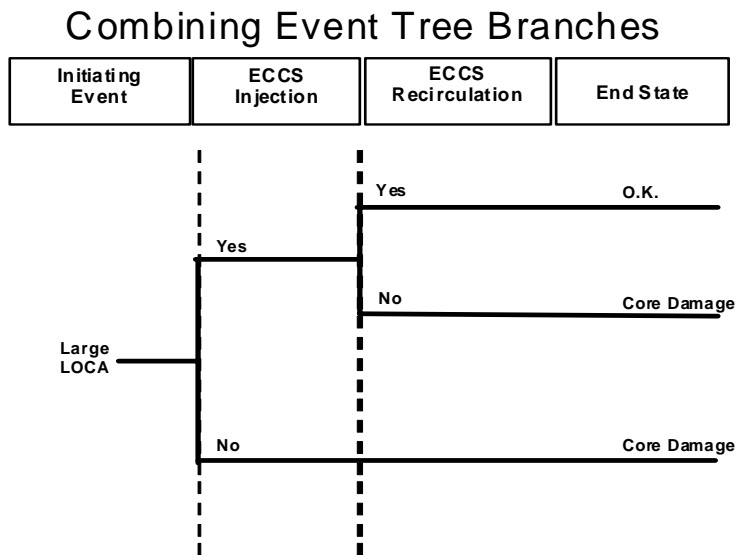 Combining Event Tree Branches
Initiating
Event
ECCS
Injection
ECCS
Recirculation
End State
Yes
O.K.
Yes
No
Core Damage
Large
LOCA
No
Core Damage